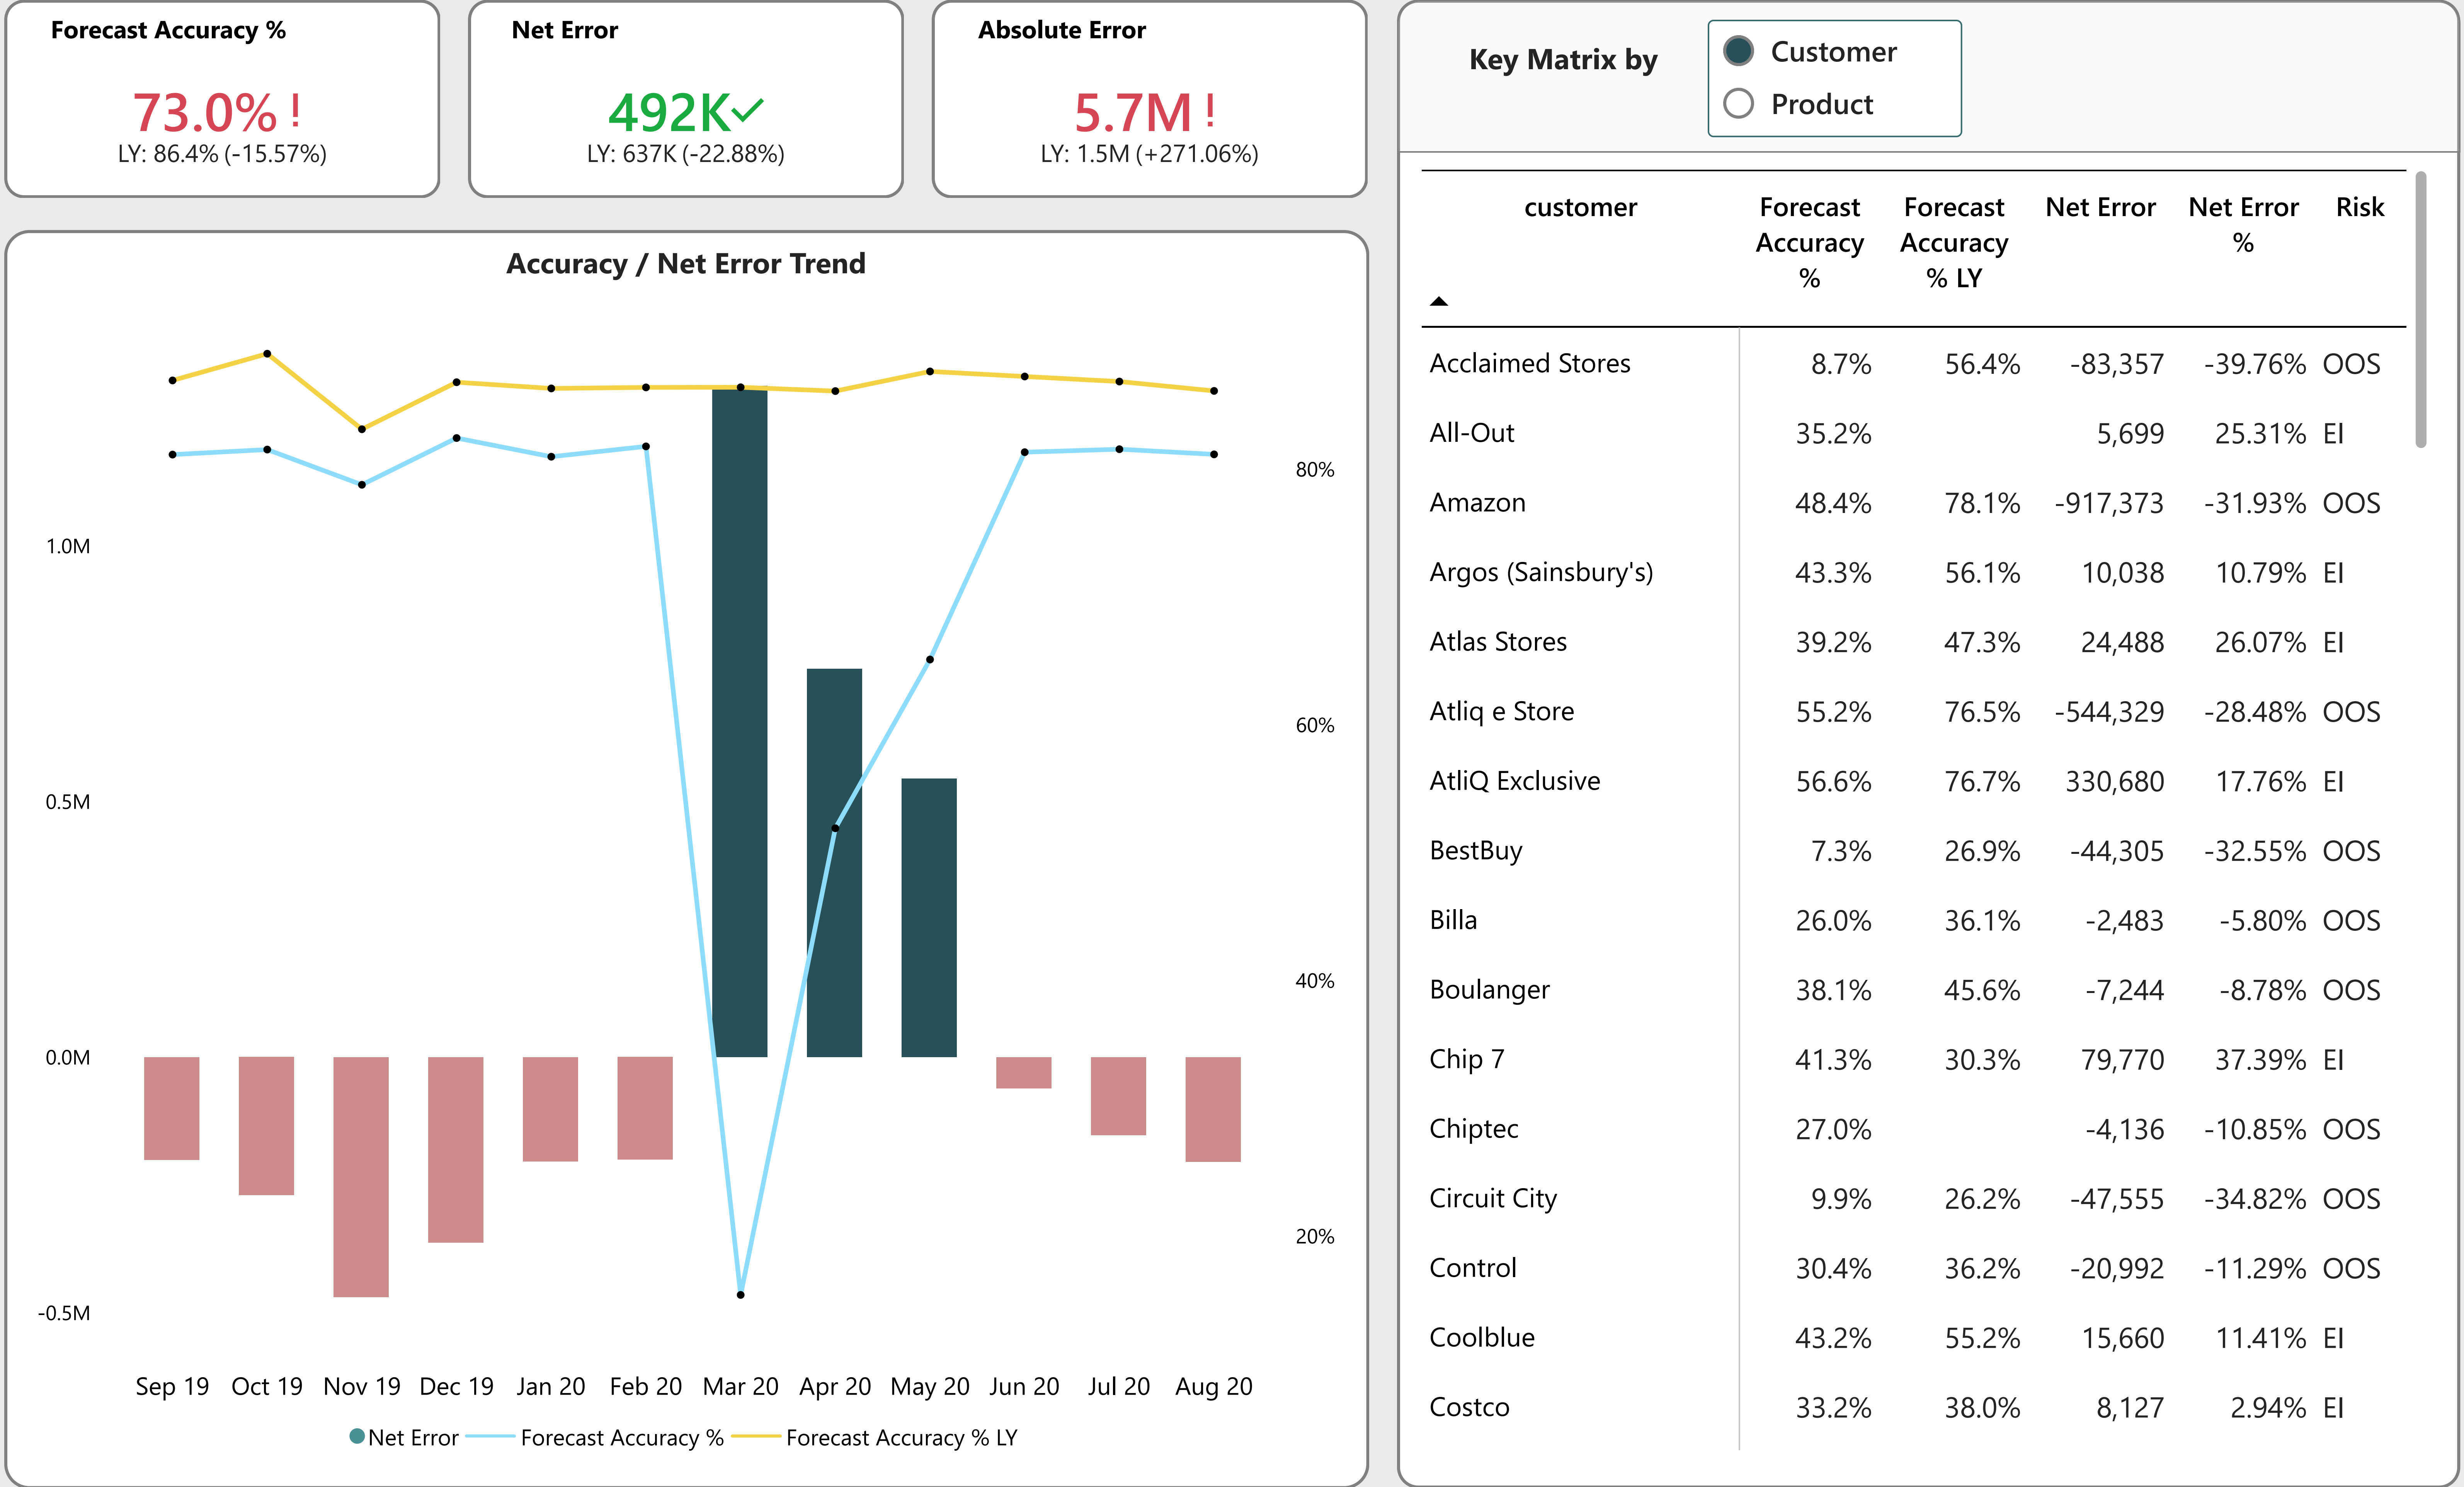 Forecast Accuracy %
73.0% !
LY: 86.4% (-15.57%)
Net Error
492K✓
LY: 637K (-22.88%)
Absolute Error
5.7M !
LY: 1.5M (+271.06%)
Accuracy / Net Error Trend
1.0M
0.5M
0.0M
-0.5M
80%
60%
40%
20%
Sep 19 Oct 19 Nov 19 Dec 19 Jan 20 Feb 20 Mar 20 Apr 20 May 20 Jun 20 Jul 20 Aug 20
Net Error Forecast Accuracy % Forecast Accuracy % LY
Key Matrix by
Customer
Product
customer Forecast Accuracy % Forecast Accuracy % LY Net Error Net Error % Risk
Acclaimed Stores 8.7% 56.4% -83,357 -39.76% OOS
All-Out 35.2% 5,699 25.31% EI
Amazon 48.4% 78.1% -917,373 -31.93% OOS
Argos (Sainsbury's) 43.3% 56.1% 10,038 10.79% EI
Atlas Stores 39.2% 47.3% 24,488 26.07% EI
Atliq e Store 55.2% 76.5% -544,329 -28.48% OOS
AtliQ Exclusive 56.6% 76.7% 330,680 17.76% EI
BestBuy 7.3% 26.9% -44,305 -32.55% OOS
Billa 26.0% 36.1% -2,483 -5.80% OOS
Boulanger 38.1% 45.6% -7,244 -8.78% OOS
Chip 7 41.3% 30.3% 79,770 37.39% EI
Chiptec 27.0% -4,136 -10.85% OOS
Circuit City 9.9% 26.2% -47,555 -34.82% OOS
Control 30.4% 36.2% -20,992 -11.29% OOS
Coolblue 43.2% 55.2% 15,660 11.41% EI
Costco 33.2% 38.0% 8,127 2.94% EI